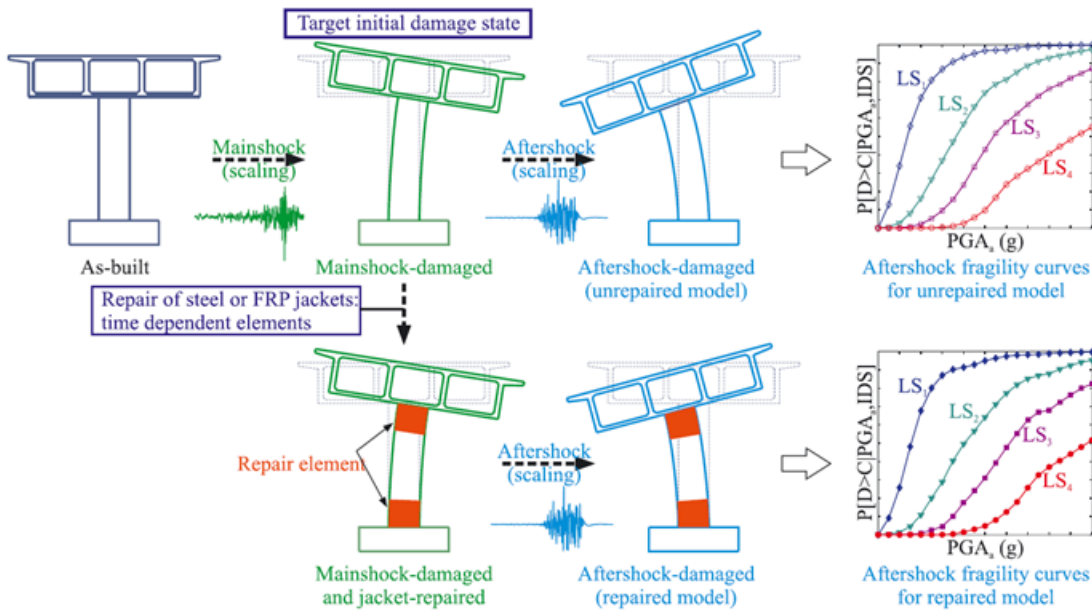 Target initial damage state
As-built
Mainshock
(scaling)
Mainshock-damaged
Aftershock
(scaling)
Aftershock-damaged
(unrepaired model)
P[D>C|PGAₐ,IDS]
LS₁
LS₂
LS₃
LS₄
PGAₐ (g)
Aftershock fragility curves
for unrepaired model
Repair of steel or FRP jackets:
time dependent elements
Repair element
Mainshock-damaged
and jacket-repaired
Aftershock
(scaling)
Aftershock-damaged
(repaired model)
P[D>C|PGAₐ,IDS]
LS₁
LS₂
LS₃
LS₄
PGAₐ (g)
Aftershock fragility curves
for repaired model